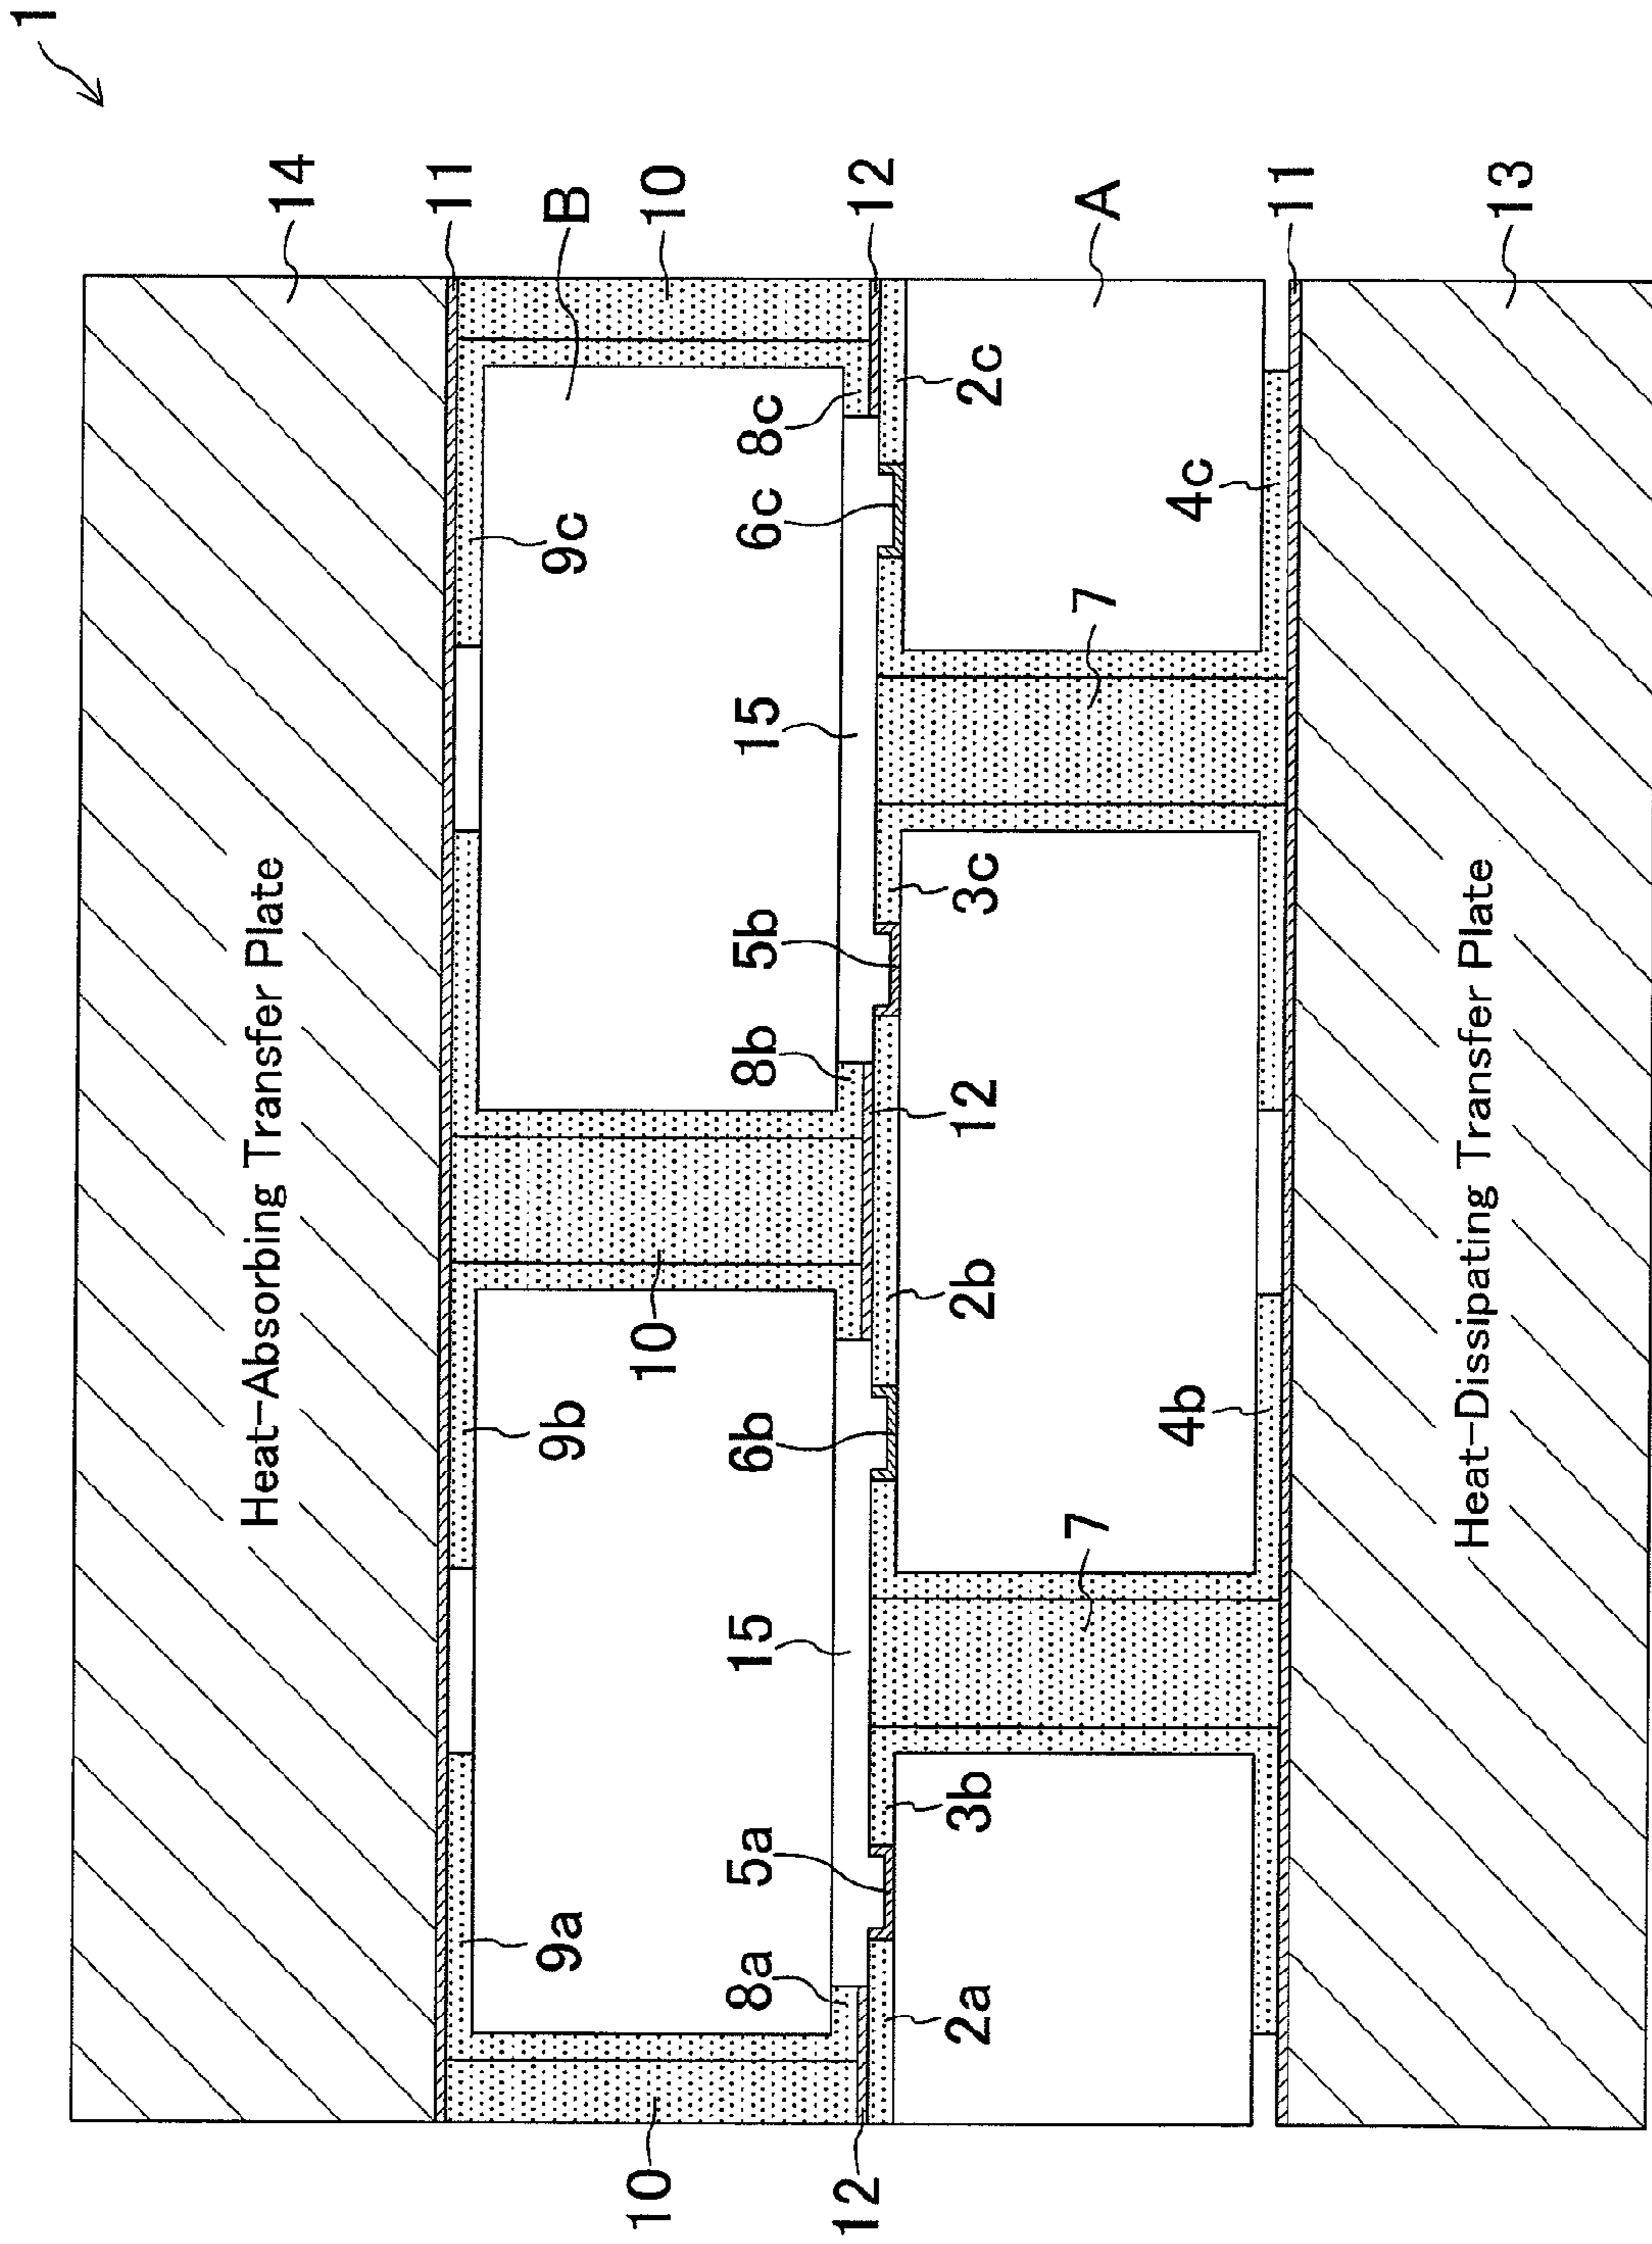 1
Heat-Absorbing Transfer Plate
14
11
9a 9b 9c B
10 10 10
8a 5a 15 6b 8b 5b 15 6c 8c
12 12
2a 3b 2b 12 3c 2c
7 7 A
4b 4c
11
Heat-Dissipating Transfer Plate
13